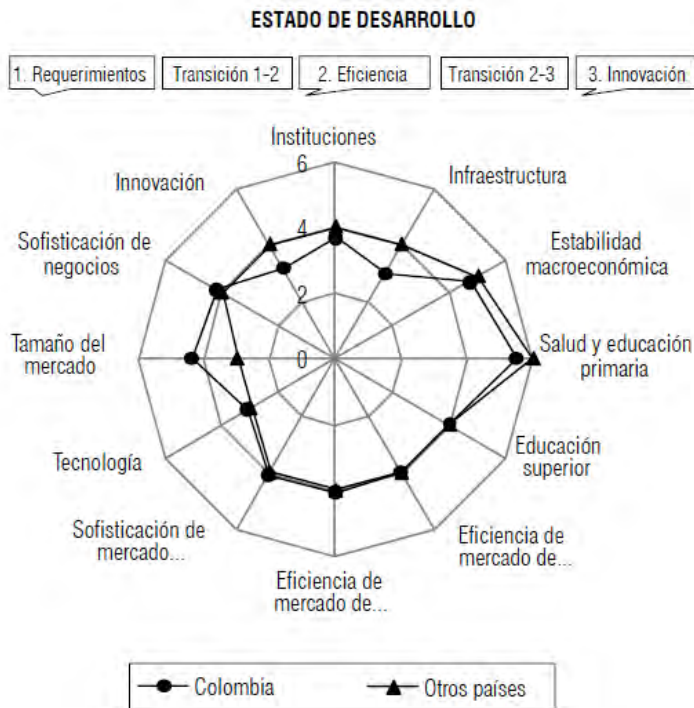 ESTADO DE DESARROLLO
1. Requerimientos
Transición 1-2
2. Eficiencia
Transición 2-3
3. Innovación
Instituciones
6
Infraestructura
Innovación
4
Sofisticación de
negocios
Estabilidad
macroeconómica
2
Tamaño del
mercado
0
Salud y educación
primaria
Tecnología
Educación
superior
Sofisticación de
mercado...
Eficiencia de
mercado de...
Eficiencia de
mercado de...
Colombia
Otros países